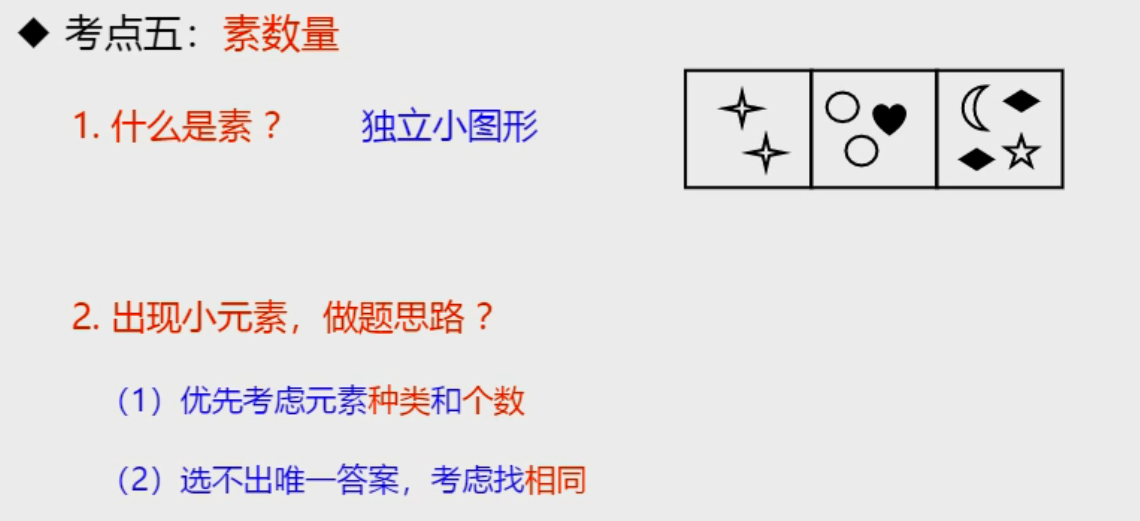 ◆ 考点五：素数量
1. 什么是素？ 独立小图形
2. 出现小元素，做题思路？
（1）优先考虑元素种类和个数
（2）选不出唯一答案，考虑找相同